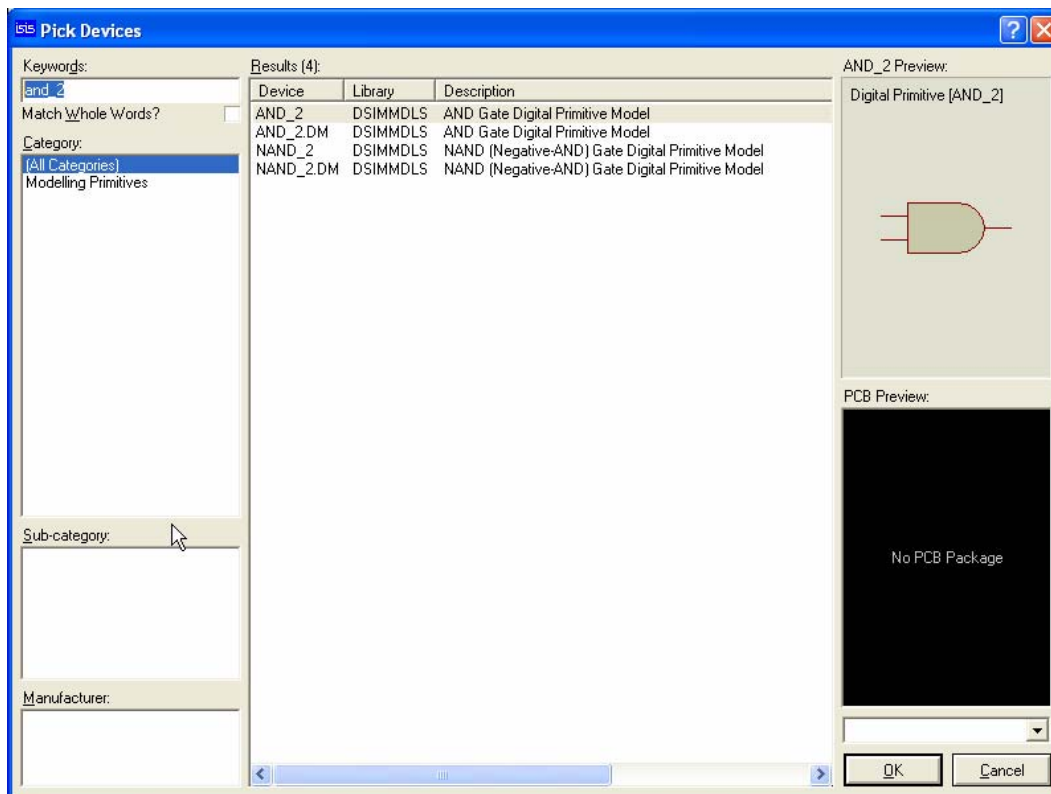 isis Pick Devices
Keywords:
and_2
Match Whole Words?
Category:
(All Categories)
Modelling Primitives
Sub-category:
Manufacturer:
Results (4):
Device Library Description
AND_2 DSIMMDLS AND Gate Digital Primitive Model
AND_2.DM DSIMMDLS AND Gate Digital Primitive Model
NAND_2 DSIMMDLS NAND (Negative-AND) Gate Digital Primitive Model
NAND_2.DM DSIMMDLS NAND (Negative-AND) Gate Digital Primitive Model
AND_2 Preview:
Digital Primitive [AND_2]
PCB Preview:
No PCB Package
OK Cancel